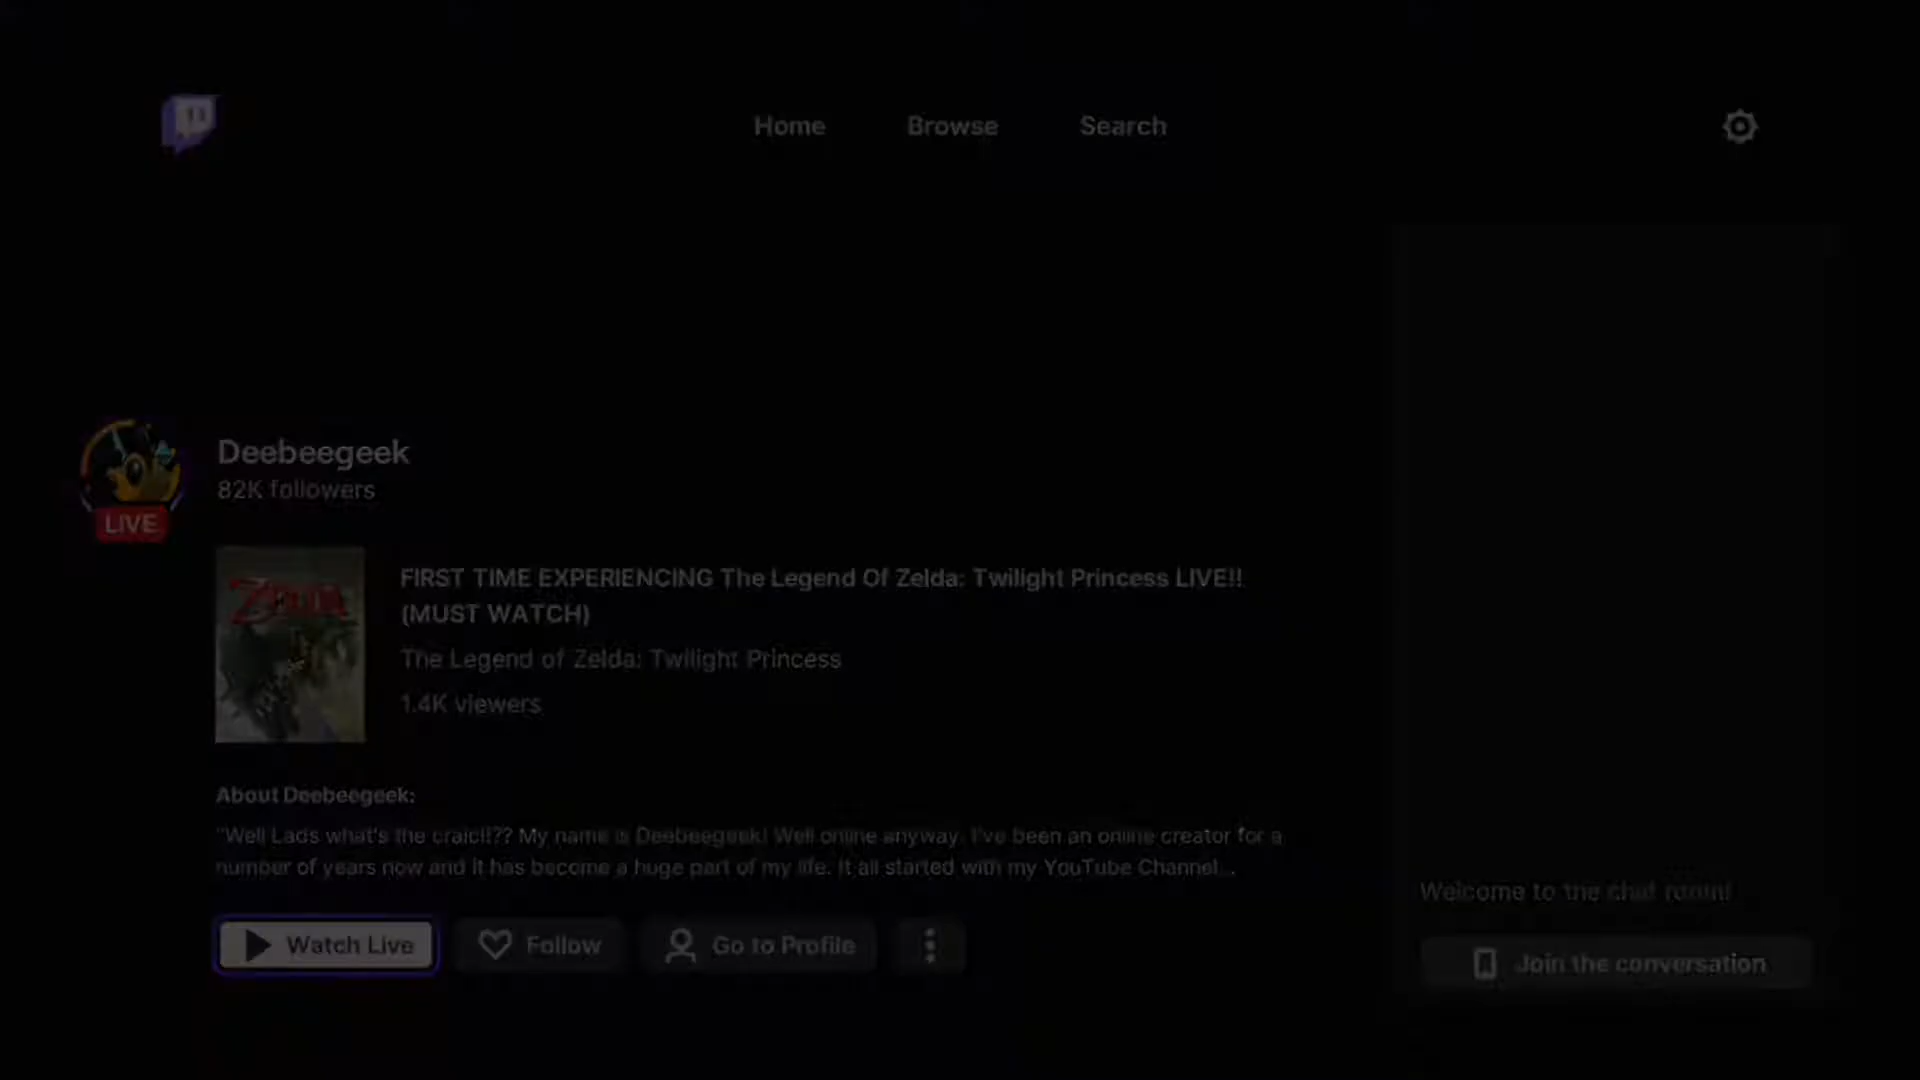 Home Browse Search
Deebeegeek
82K followers
LIVE
Zelda
FIRST TIME EXPERIENCING The Legend Of Zelda: Twilight Princess LIVE!!
(MUST WATCH)
The Legend of Zelda: Twilight Princess
1.4K viewers
About Deebeegeek:
"Well Lads what's the craic!!?? My name is Deebeegeek! Well online anyway. I've been an online creator for a
number of years now and it has become a huge part of my life. It all started with my YouTube Channel...
Watch Live Follow Go to Profile
Welcome to the chat room!
Join the conversation